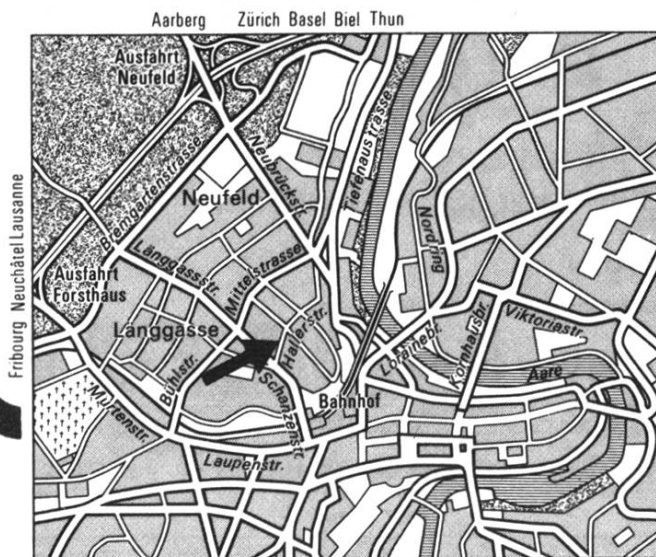 Aarberg
Zürich Basel Biel Thun
Ausfahrt
Neufeld
Fribourg Neuchâtel Lausanne
Bremgartenstrasse
Neubrückstr.
Tiefenaustrasse
Neufeld
Nordring
Länggassstr.
Mittelstrasse
Ausfahrt
Forsthaus
Länggasse
Hallerstr.
Viktoriastr.
Lorainebr.
Kornhausbr.
Aare
Bühlstr.
Schanzenstr.
Bahnhof
Murtenstr.
Laupenstr.